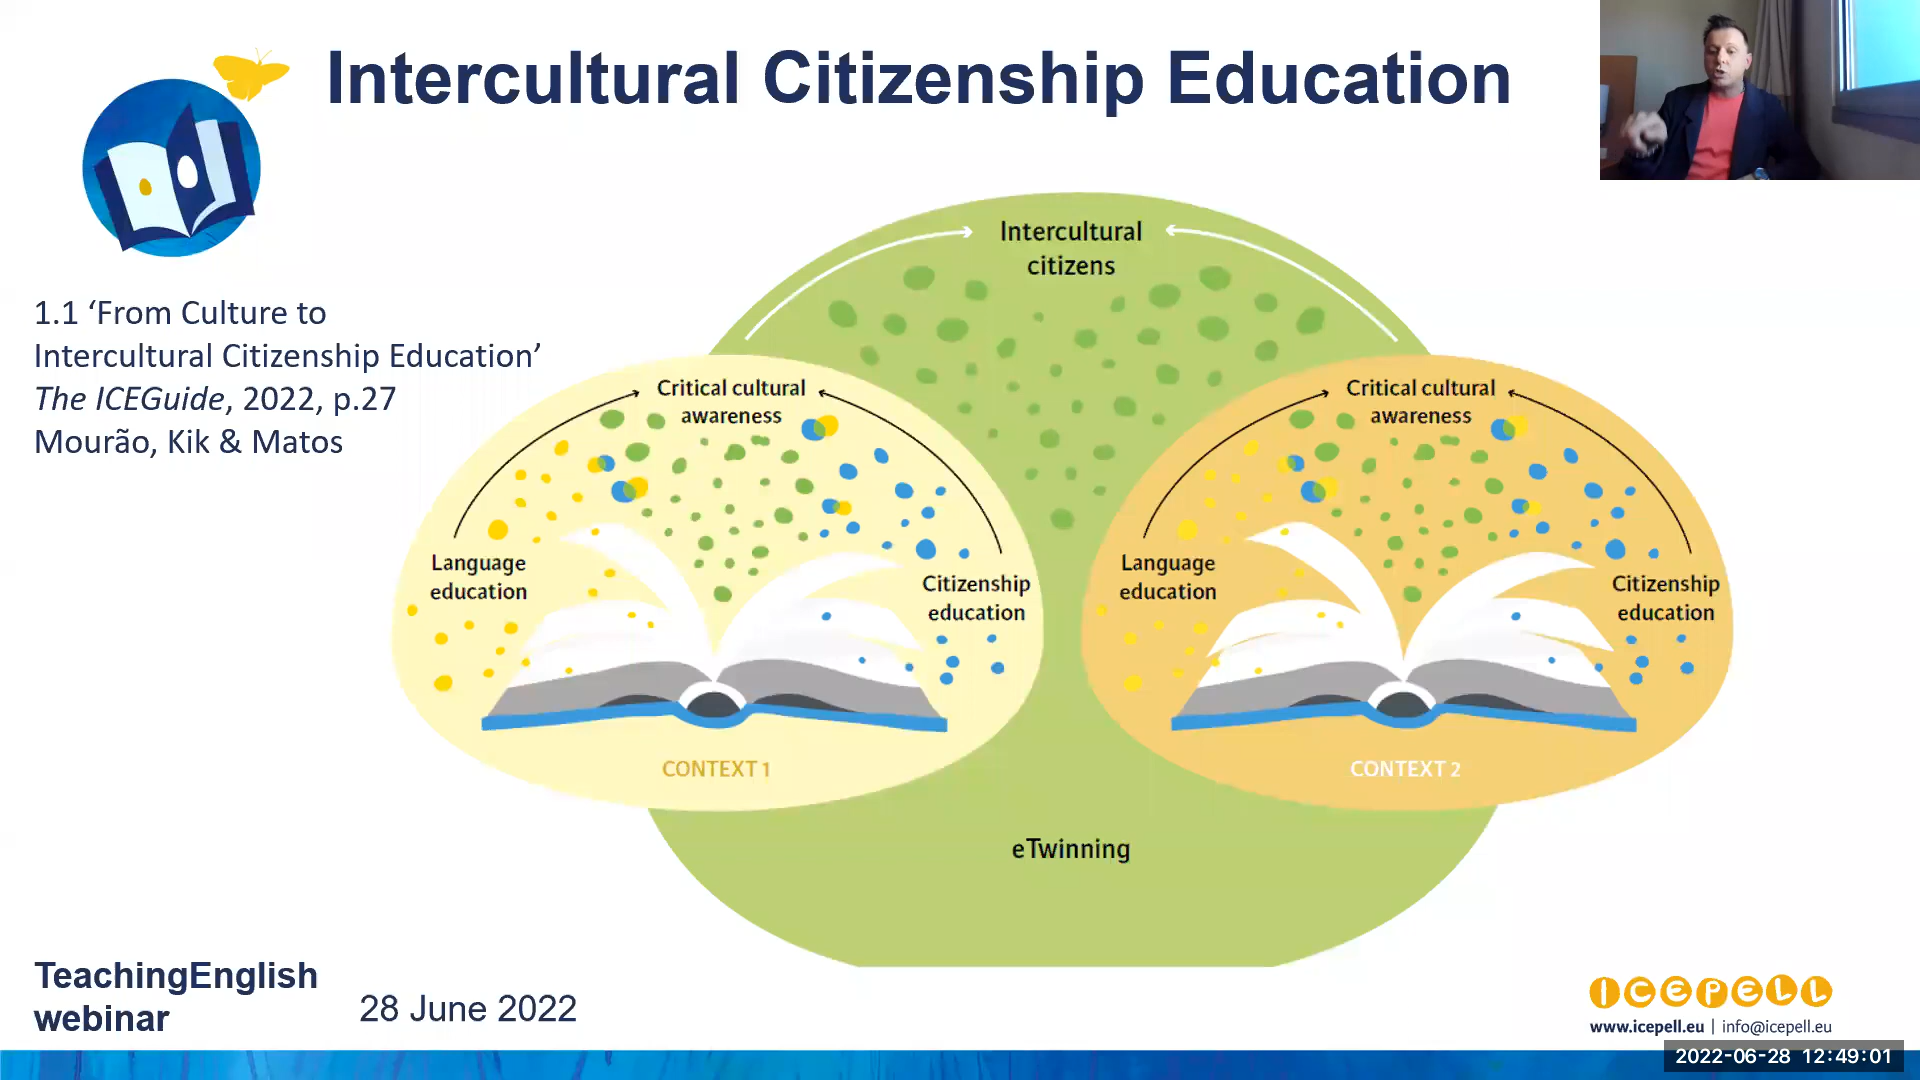 Intercultural Citizenship Education
1.1 ‘From Culture to
Intercultural Citizenship Education’
The ICEGuide, 2022, p.27
Mourão, Kik & Matos
Intercultural
citizens
Critical cultural
awareness
Language
education
Citizenship
education
CONTEXT 1
Critical cultural
awareness
Language
education
Citizenship
education
CONTEXT 2
eTwinning
TeachingEnglish
webinar
28 June 2022
ICEPELL
www.icepell.eu | info@icepell.eu
2022-06-28 12:49:01